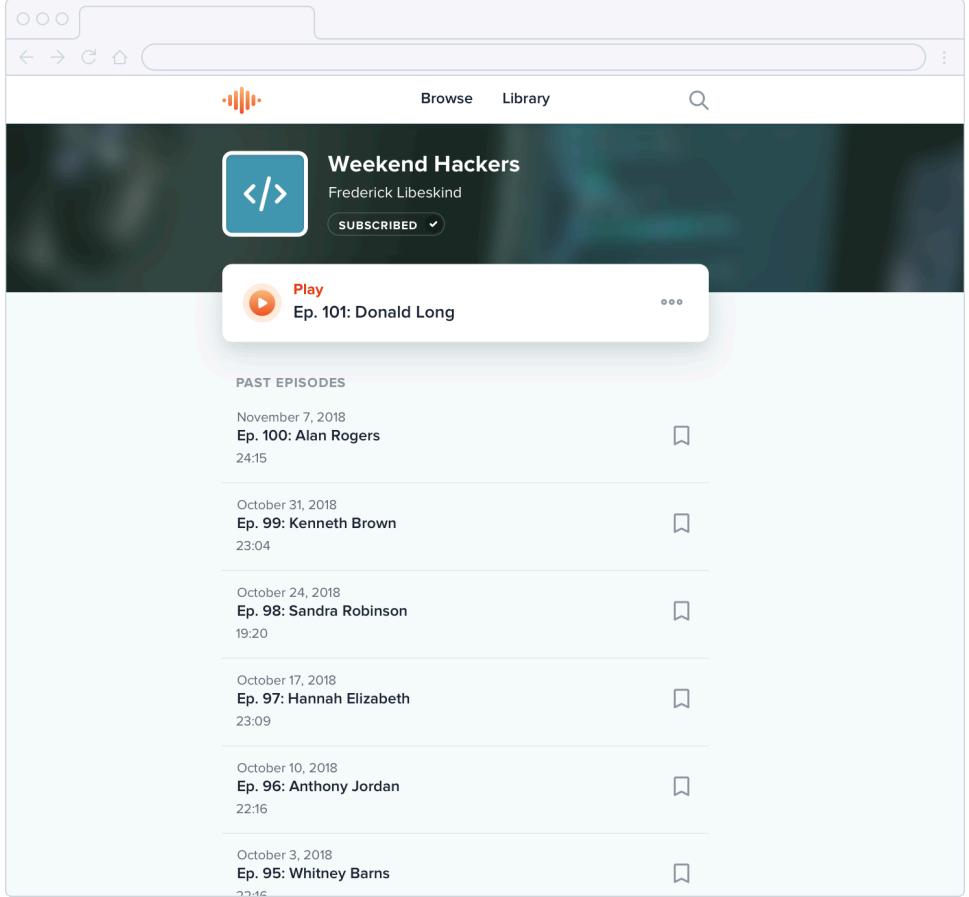 Browse Library
Weekend Hackers
Frederick Libeskind
SUBSCRIBED
Play
Ep. 101: Donald Long
PAST EPISODES
November 7, 2018
Ep. 100: Alan Rogers
24:15
October 31, 2018
Ep. 99: Kenneth Brown
23:04
October 24, 2018
Ep. 98: Sandra Robinson
19:20
October 17, 2018
Ep. 97: Hannah Elizabeth
23:09
October 10, 2018
Ep. 96: Anthony Jordan
22:16
October 3, 2018
Ep. 95: Whitney Barns